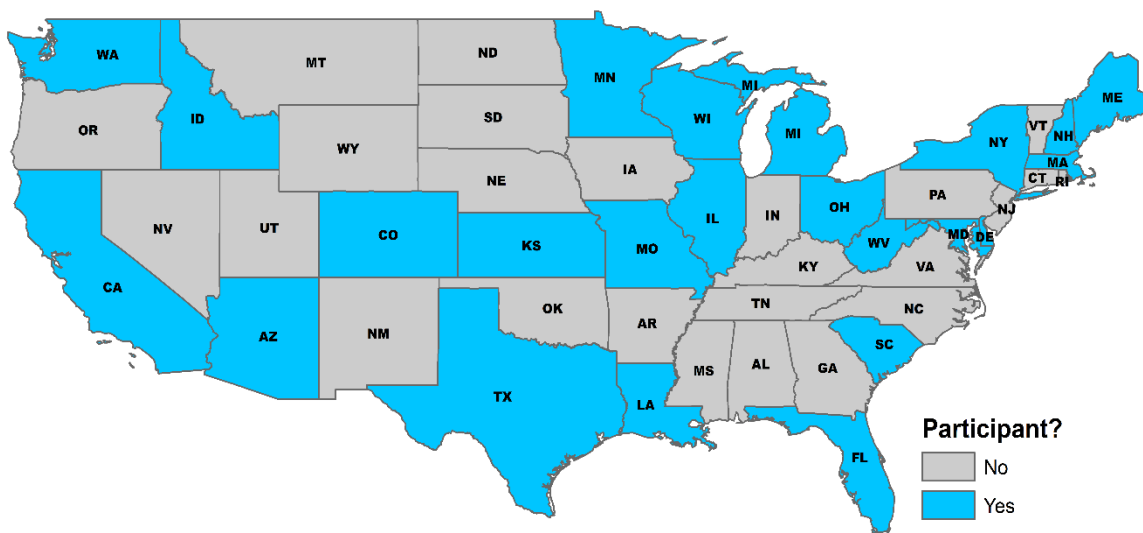 WA
MT
ND
MN
MI
ME
OR
ID
SD
WI
MI
NY
VT
NH
MA
WY
IA
CT
RI
NE
PA
NV
UT
CO
KS
MO
IL
IN
OH
NJ
WV
MD
DE
CA
KY
VA
AZ
NM
OK
AR
TN
NC
SC
MS
AL
GA
TX
LA
FL
Participant?
No
Yes